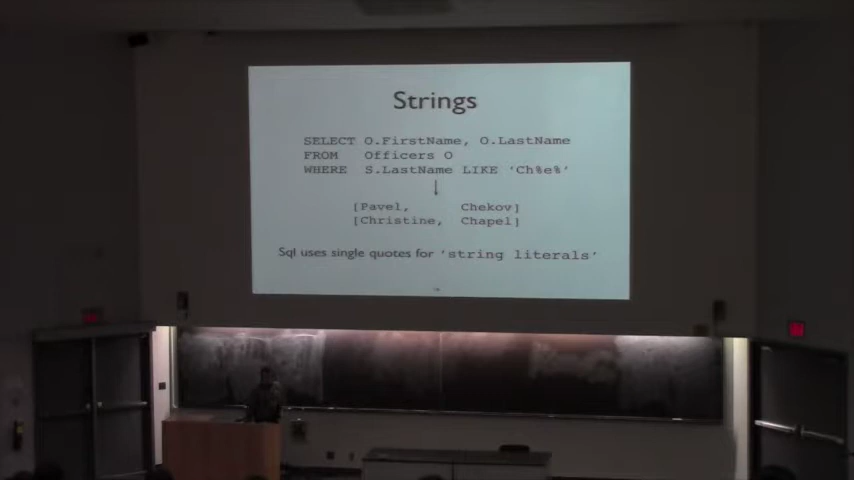 Strings
SELECT O.FirstName, O.LastName
FROM Officers O
WHERE S.LastName LIKE ‘Ch%e%’
↓
[Pavel, Chekov]
[Christine, Chapel]
Sql uses single quotes for ‘string literals’